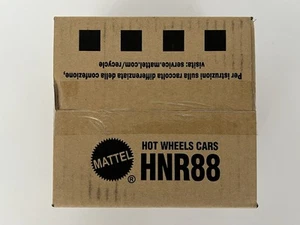 Per istruzioni sulla raccolta differenziata della confezione,
visita: service.mattel.com/recycle
MATTEL
®
HOT WHEELS CARS
HNR88